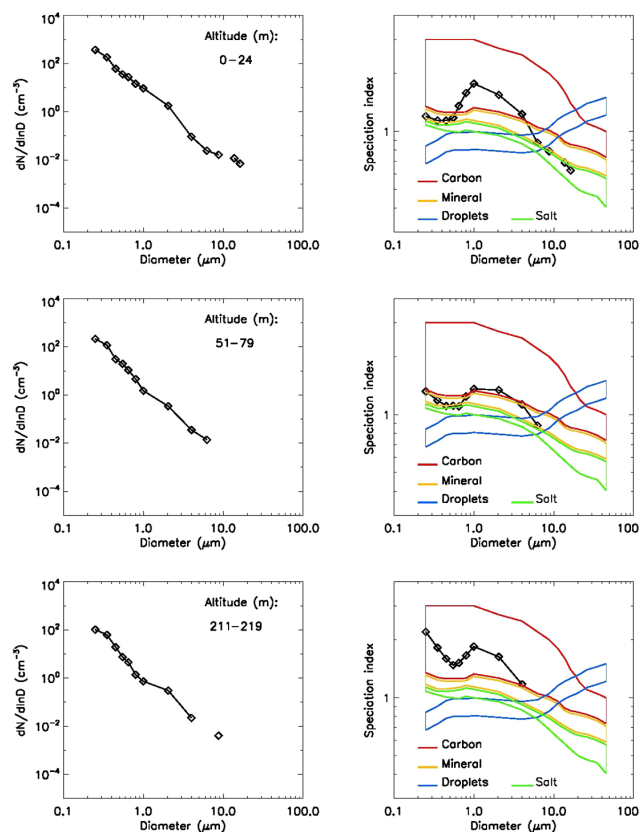 Altitude (m):
0−24
dN/dlnD (cm⁻³)
10⁴
10²
10⁰
10⁻²
10⁻⁴
0.1 1.0 10.0 100.0
Diameter (μm)
Speciation index
1
Carbon
Mineral
Droplets Salt
0.1 1.0 10.0 100
Diameter (μm)
Altitude (m):
51−79
dN/dlnD (cm⁻³)
10⁴
10²
10⁰
10⁻²
10⁻⁴
0.1 1.0 10.0 100.0
Diameter (μm)
Speciation index
1
Carbon
Mineral
Droplets Salt
0.1 1.0 10.0 100
Diameter (μm)
Altitude (m):
211−219
dN/dlnD (cm⁻³)
10⁴
10²
10⁰
10⁻²
10⁻⁴
0.1 1.0 10.0 100.0
Diameter (μm)
Speciation index
1
Carbon
Mineral
Droplets Salt
0.1 1.0 10.0 100
Diameter (μm)